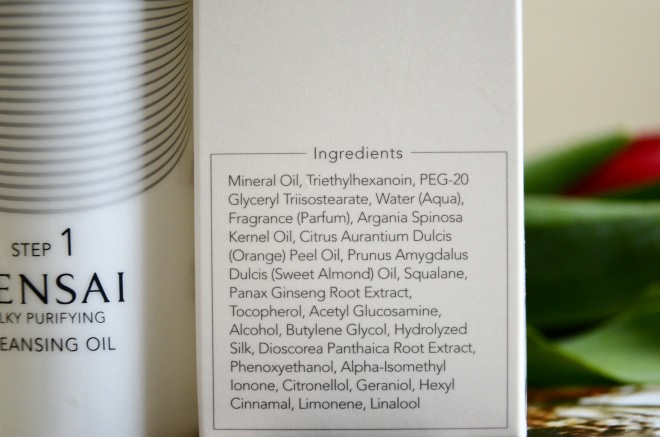 STEP 1
ENSAI
LKY PURIFYING
EANSING OIL
Ingredients
Mineral Oil, Triethylhexanoin, PEG-20
Glyceryl Triisostearate, Water (Aqua),
Fragrance (Parfum), Argania Spinosa
Kernel Oil, Citrus Aurantium Dulcis
(Orange) Peel Oil, Prunus Amygdalus
Dulcis (Sweet Almond) Oil, Squalane,
Panax Ginseng Root Extract,
Tocopherol, Acetyl Glucosamine,
Alcohol, Butylene Glycol, Hydrolyzed
Silk, Dioscorea Panthaica Root Extract,
Phenoxyethanol, Alpha-Isomethyl
Ionone, Citronellol, Geraniol, Hexyl
Cinnamal, Limonene, Linalool